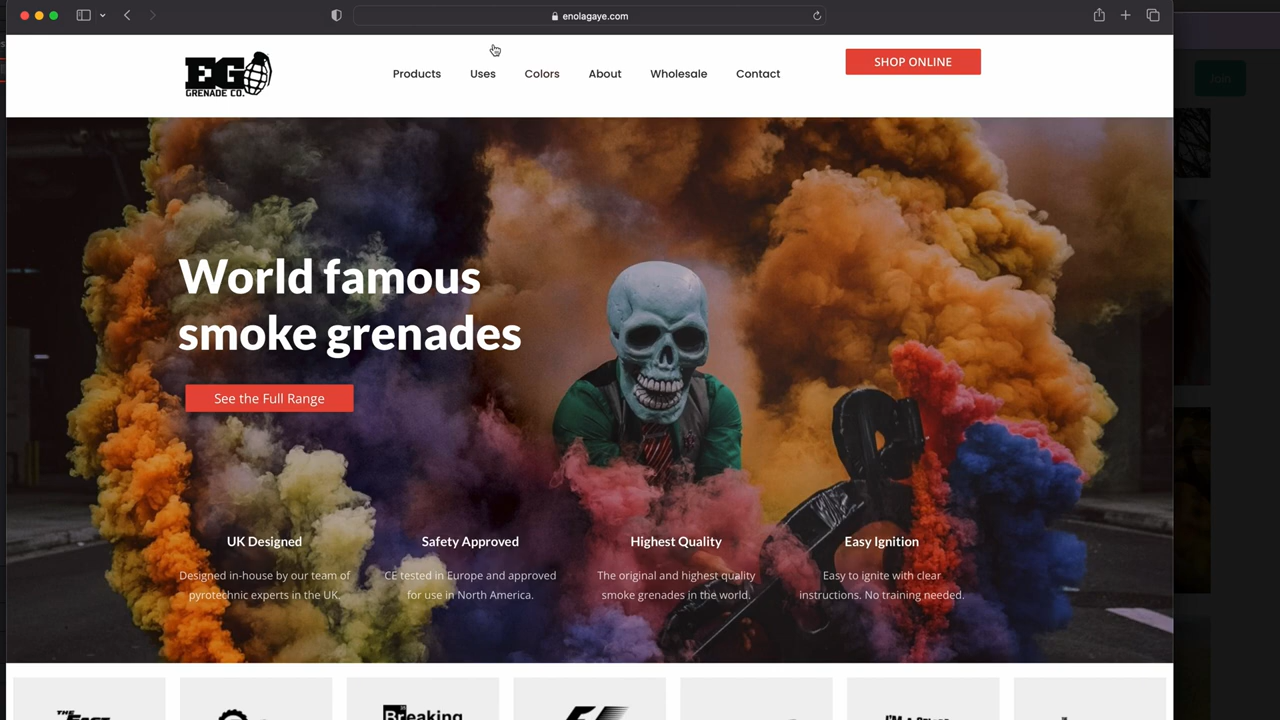 enolagaye.com
EG
GRENADE CO.
Products
Uses
Colors
About
Wholesale
Contact
SHOP ONLINE
Join
World famous
smoke grenades
See the Full Range
UK Designed
Safety Approved
Highest Quality
Easy Ignition
Designed in-house by our team of
pyrotechnic experts in the UK.
CE tested in Europe and approved
for use in North America.
The original and highest quality
smoke grenades in the world.
Easy to ignite with clear
instructions. No training needed.
THE
Breaking